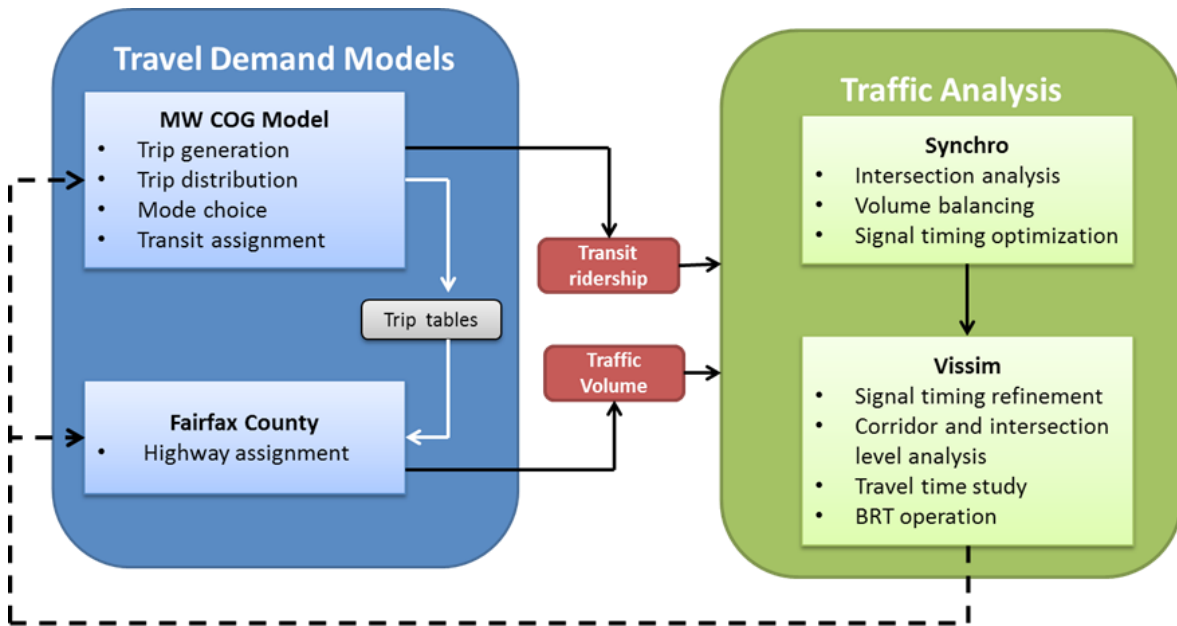 Travel Demand Models
MW COG Model
• Trip generation
• Trip distribution
• Mode choice
• Transit assignment
Trip tables
Fairfax County
• Highway assignment
Transit
ridership
Traffic
Volume
Traffic Analysis
Synchro
• Intersection analysis
• Volume balancing
• Signal timing optimization
Vissim
• Signal timing refinement
• Corridor and intersection
level analysis
• Travel time study
• BRT operation